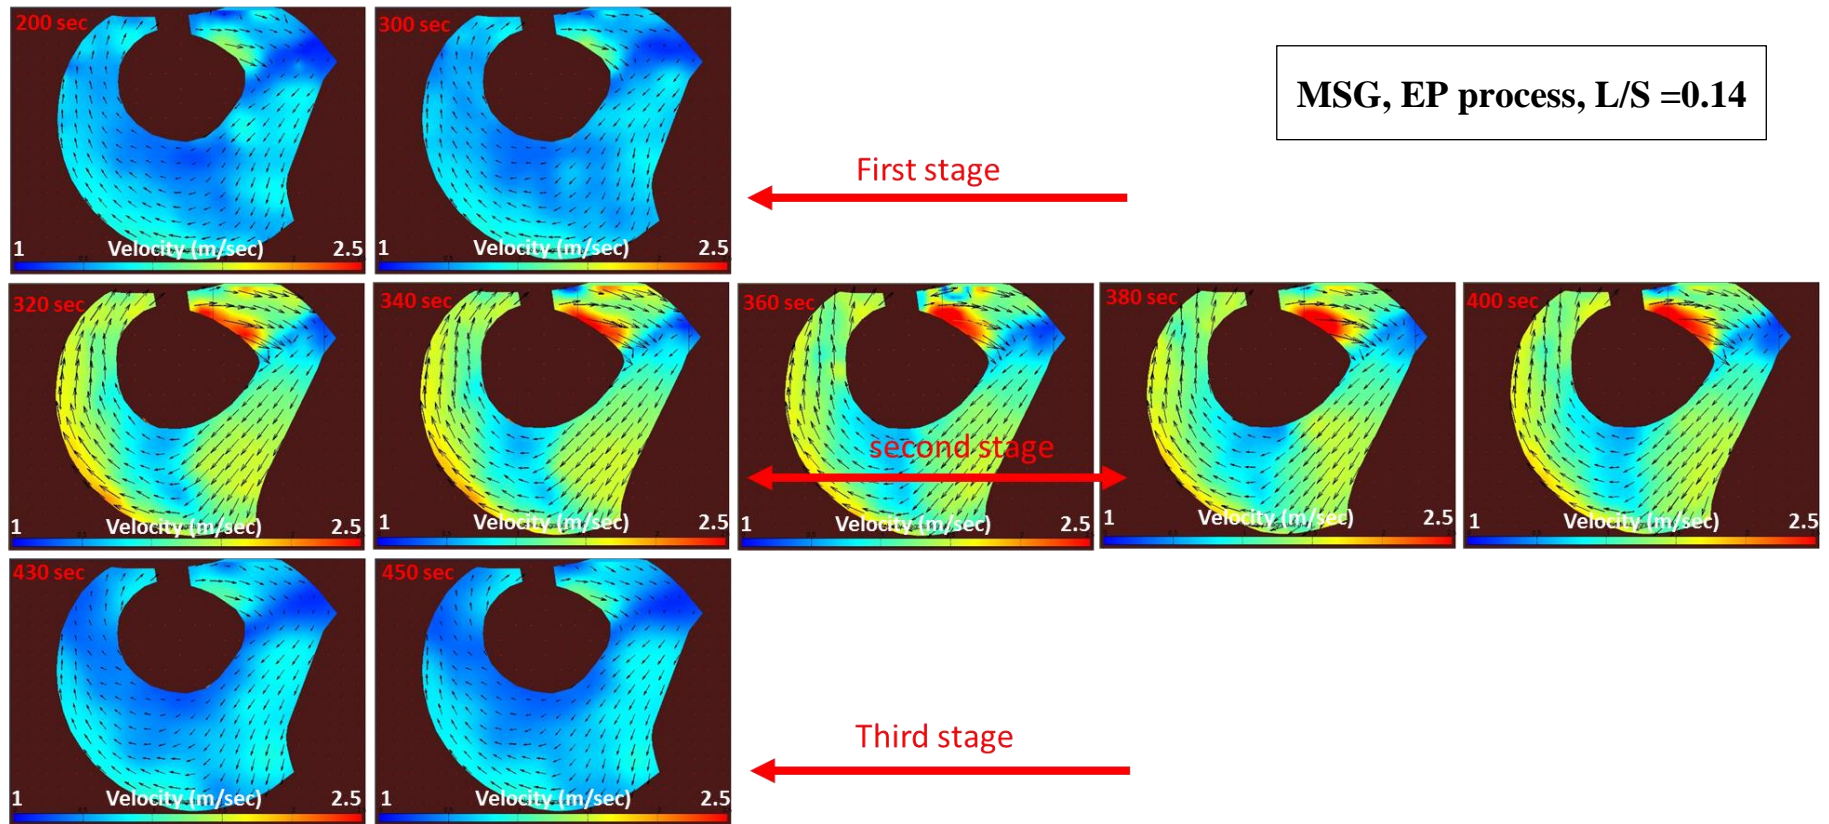 200 sec
300 sec
MSG, EP process, L/S =0.14
First stage
1 Velocity (m/sec) 2.5
1 Velocity (m/sec) 2.5
320 sec
340 sec
360 sec
380 sec
400 sec
second stage
1 Velocity (m/sec) 2.5
1 Velocity (m/sec) 2.5
1 Velocity (m/sec) 2.5
1 Velocity (m/sec) 2.5
1 Velocity (m/sec) 2.5
430 sec
450 sec
Third stage
1 Velocity (m/sec) 2.5
1 Velocity (m/sec) 2.5